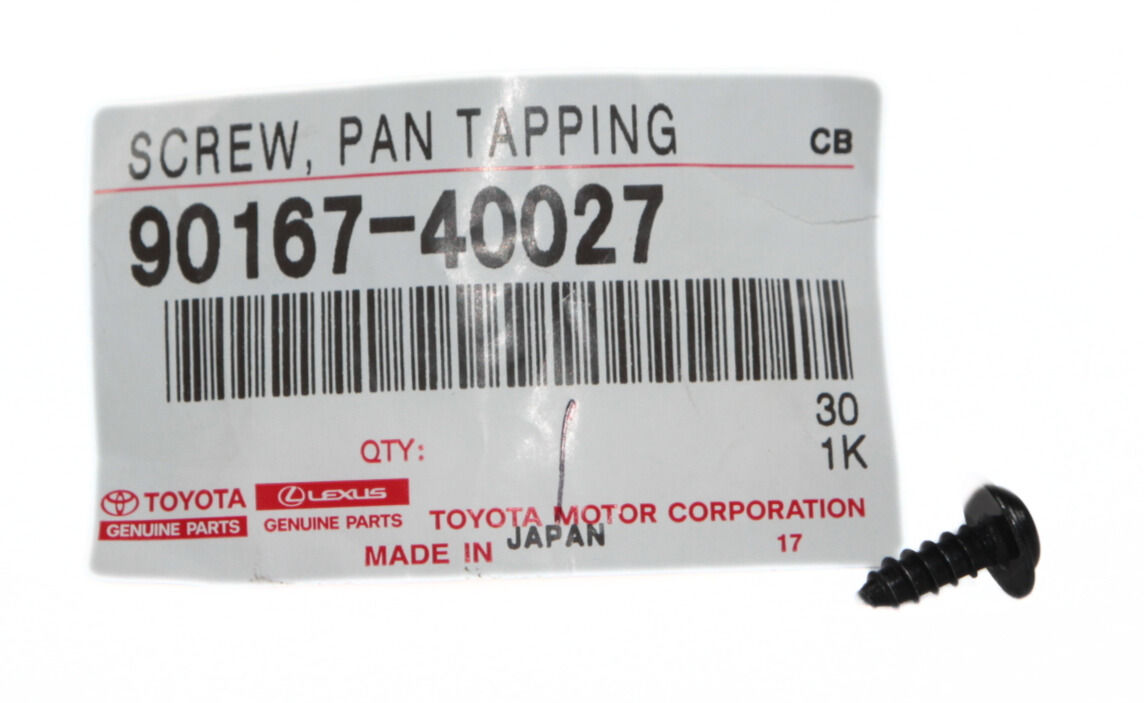 SCREW, PAN TAPPING CB
90167-40027
30
QTY: 1K
TOYOTA LEXUS
GENUINE PARTS GENUINE PARTS TOYOTA MOTOR CORPORATION
MADE IN JAPAN 17